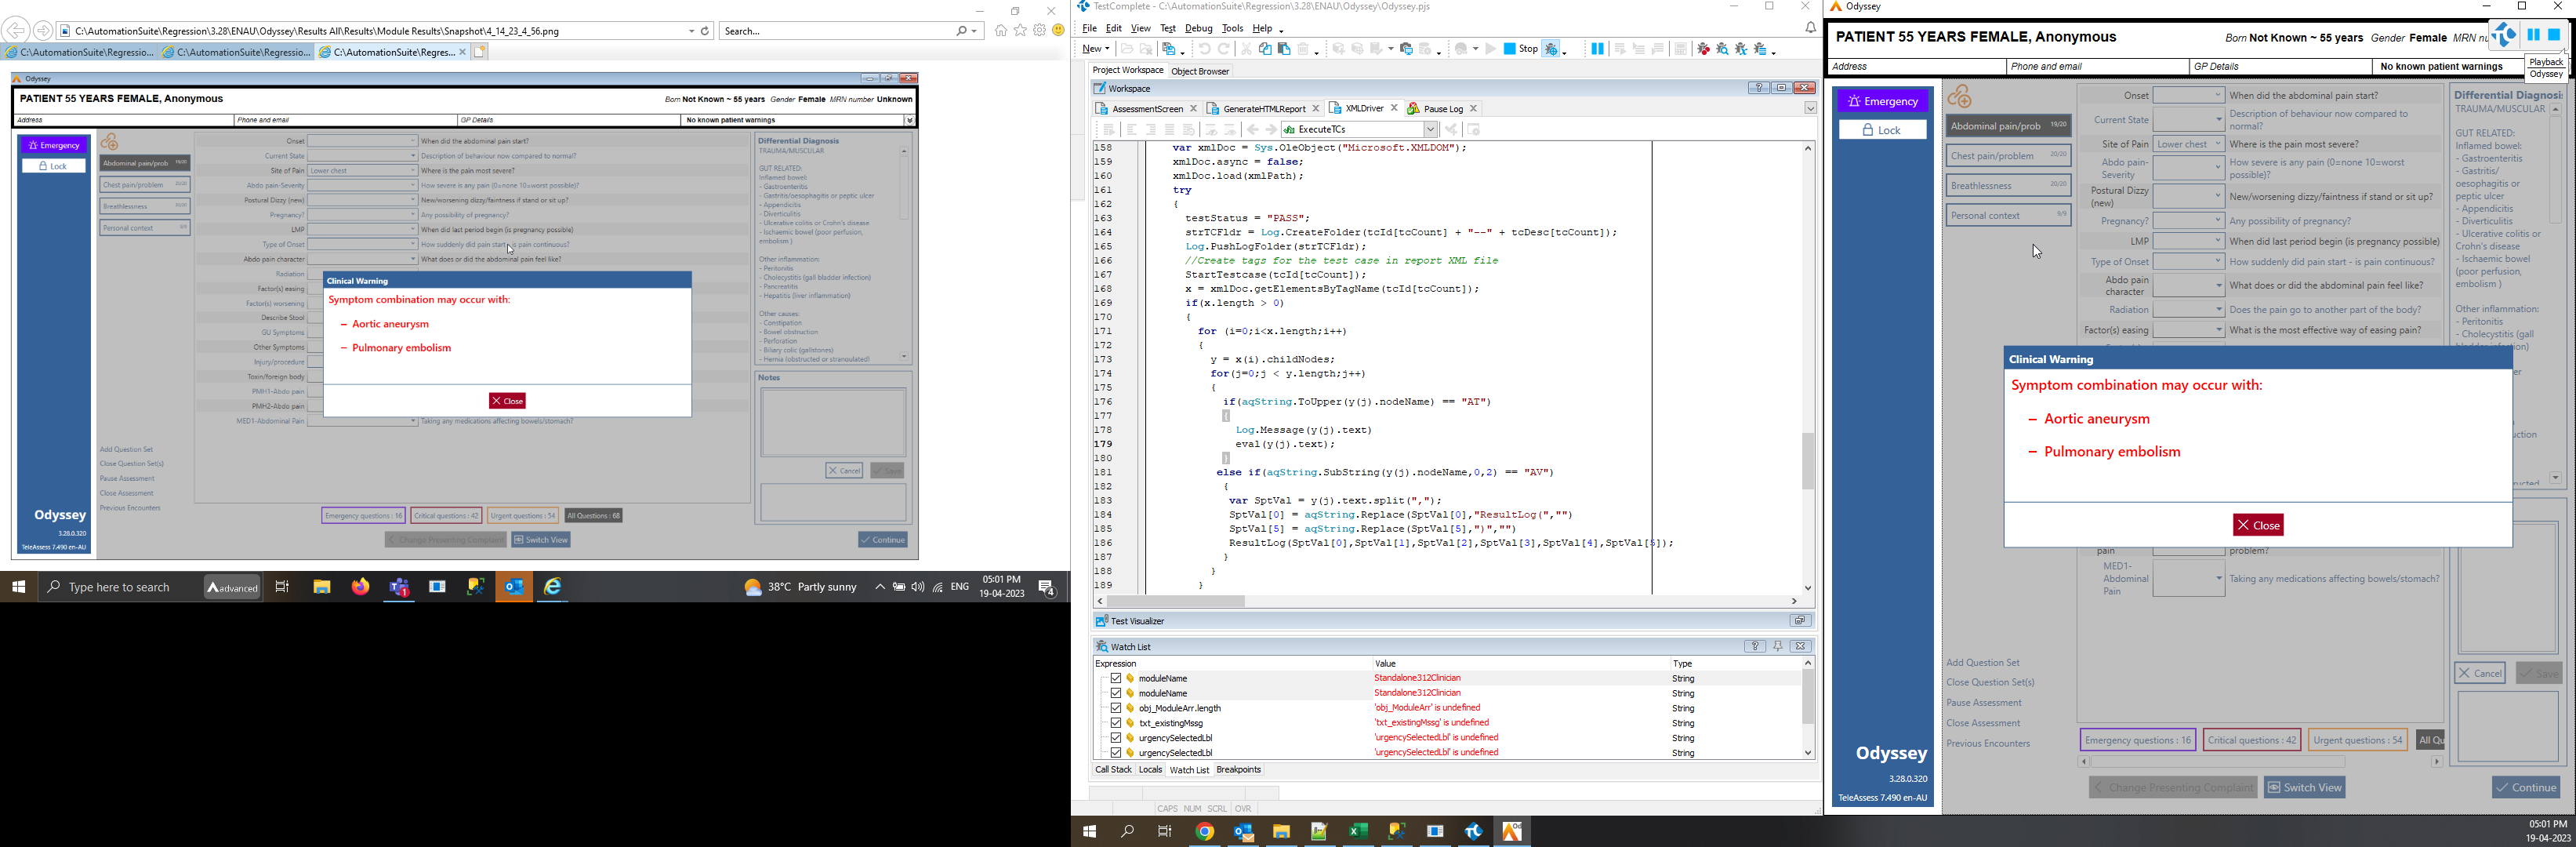 C:\AutomationSuite\Regression\3.28\ENAU\Odyssey\Results All\Results\Module Results\Snapshot\4_14_23_4_56.png
Search...
C:\AutomationSuite\Regressio...
C:\AutomationSuite\Regressio...
C:\AutomationSuite\Regres...
Odyssey
PATIENT 55 YEARS FEMALE, Anonymous
Born Not Known ~ 55 years Gender Female MRN number Unknown
Address
Phone and email
GP Details
No known patient warnings
Emergency
Lock
Abdominal pain/prob 19/20
Chest pain/problem 20/20
Breathlessness 20/20
Personal context 9/9
Onset When did the abdominal pain start?
Current State Description of behaviour now compared to normal?
Site of Pain Lower chest Where is the pain most severe?
Abdo pain-Severity How severe is any pain (0=none 10=worst possible)?
Postural Dizzy (new) New/worsening dizzy/faintness if stand or sit up?
Pregnancy? Any possibility of pregnancy?
LMP When did last period begin (is pregnancy possible)
Type of Onset How suddenly did pain start - is pain continuous?
Abdo pain character What does or did the abdominal pain feel like?
Radiation
Factor(s) easing
Factor(s) worsening
Describe Stool
GU Symptoms
Other Symptoms
Injury/procedure
Toxin/foreign body
PMH1-Abdo pain
PMH2-Abdo pain
MED1-Abdominal Pain Taking any medications affecting bowels/stomach?
Clinical Warning
Symptom combination may occur with:
– Aortic aneurysm
– Pulmonary embolism
Close
Differential Diagnosis
TRAUMA/MUSCULAR
GUT RELATED:
Inflamed bowel:
- Gastroenteritis
- Gastritis/oesophagitis or peptic ulcer
- Appendicitis
- Diverticulitis
- Ulcerative colitis or Crohn's disease
- Ischaemic bowel (poor perfusion,
embolism )
Other inflammation:
- Peritonitis
- Cholecystitis (gall bladder infection)
- Pancreatitis
- Hepatitis (liver inflammation)
Other causes:
- Constipation
- Bowel obstruction
- Perforation
- Biliary colic (gallstones)
- Hernia (obstructed or strangulated)
Notes
Cancel
Save
Add Question Set
Close Question Set(s)
Pause Assessment
Close Assessment
Previous Encounters
Odyssey
3.28.0.320
TeleAssess 7.490 en-AU
Emergency questions : 16
Critical questions : 42
Urgent questions : 54
All Questions : 68
Change Presenting Complaint
Switch View
Continue
Type here to search
advanced
38°C Partly sunny
ENG
05:01 PM
19-04-2023
4
TestComplete - C:\AutomationSuite\Regression\3.28\ENAU\Odyssey\Odyssey.pjs
File Edit View Test Debug Tools Help
New
Stop
Project Workspace
Object Browser
Workspace
AssessmentScreen
GenerateHTMLReport
XMLDriver
Pause Log
ExecuteTCs
158 var xmlDoc = Sys.OleObject("Microsoft.XMLDOM");
159 xmlDoc.async = false;
160 xmlDoc.load(xmlPath);
161 try
162 {
163 testStatus = "PASS";
164 strTCFldr = Log.CreateFolder(tcId[tcCount] + "--" + tcDesc[tcCount]);
165 Log.PushLogFolder(strTCFldr);
166 //Create tags for the test case in report XML file
167 StartTestcase(tcId[tcCount]);
168 x = xmlDoc.getElementsByTagName(tcId[tcCount]);
169 if(x.length > 0)
170 {
171 for (i=0;i<x.length;i++)
172 {
173 y = x(i).childNodes;
174 for(j=0;j < y.length;j++)
175 {
176 if(aqString.ToUpper(y(j).nodeName) == "AT")
177 {
178 Log.Message(y(j).text)
179 eval(y(j).text);
180 }
181 else if(aqString.SubString(y(j).nodeName,0,2) == "AV")
182 {
183 var SptVal = y(j).text.split(",");
184 SptVal[0] = aqString.Replace(SptVal[0],"ResultLog(","")
185 SptVal[5] = aqString.Replace(SptVal[5],")","")
186 ResultLog(SptVal[0],SptVal[1],SptVal[2],SptVal[3],SptVal[4],SptVal[5]);
187 }
188 }
189 }
Test Visualizer
Watch List
Expression Value Type
moduleName Standalone312Clinician String
moduleName Standalone312Clinician String
obj_ModuleArr.length 'obj_ModuleArr' is undefined String
txt_existingMssg 'txt_existingMssg' is undefined String
urgencySelectedLbl 'urgencySelectedLbl' is undefined String
urgencySelectedLbl 'urgencySelectedLbl' is undefined String
Call Stack Locals Watch List Breakpoints
CAPS NUM SCRL OVR
Odyssey
PATIENT 55 YEARS FEMALE, Anonymous
Born Not Known ~ 55 years Gender Female MRN nu
Playback
Odyssey
Address
Phone and email
GP Details
No known patient warnings
Emergency
Lock
Abdominal pain/prob 19/20
Chest pain/problem 20/20
Breathlessness 20/20
Personal context 9/9
Onset When did the abdominal pain start?
Current State Description of behaviour now compared to normal?
Site of Pain Lower chest Where is the pain most severe?
Abdo pain-Severity How severe is any pain (0=none 10=worst possible)?
Postural Dizzy (new) New/worsening dizzy/faintness if stand or sit up?
Pregnancy? Any possibility of pregnancy?
LMP When did last period begin (is pregnancy possible)
Type of Onset How suddenly did pain start - is pain continuous?
Abdo pain character What does or did the abdominal pain feel like?
Radiation Does the pain go to another part of the body?
Factor(s) easing What is the most effective way of easing pain?
Clinical Warning
Symptom combination may occur with:
– Aortic aneurysm
– Pulmonary embolism
Close
pain problem?
MED1-Abdominal Pain Taking any medications affecting bowels/stomach?
Differential Diagnosis
TRAUMA/MUSCULAR
GUT RELATED:
Inflamed bowel:
- Gastroenteritis
- Gastritis/
oesophagitis or
peptic ulcer
- Appendicitis
- Diverticulitis
- Ulcerative colitis or
Crohn's disease
- Ischaemic bowel
(poor perfusion,
embolism )
Other inflammation:
- Peritonitis
- Cholecystitis (gall
Cancel
Save
Add Question Set
Close Question Set(s)
Pause Assessment
Close Assessment
Previous Encounters
Odyssey
3.28.0.320
TeleAssess 7.490 en-AU
Emergency questions : 16
Critical questions : 42
Urgent questions : 54
All Qu
Change Presenting Complaint
Switch View
Continue
05:01 PM
19-04-2023